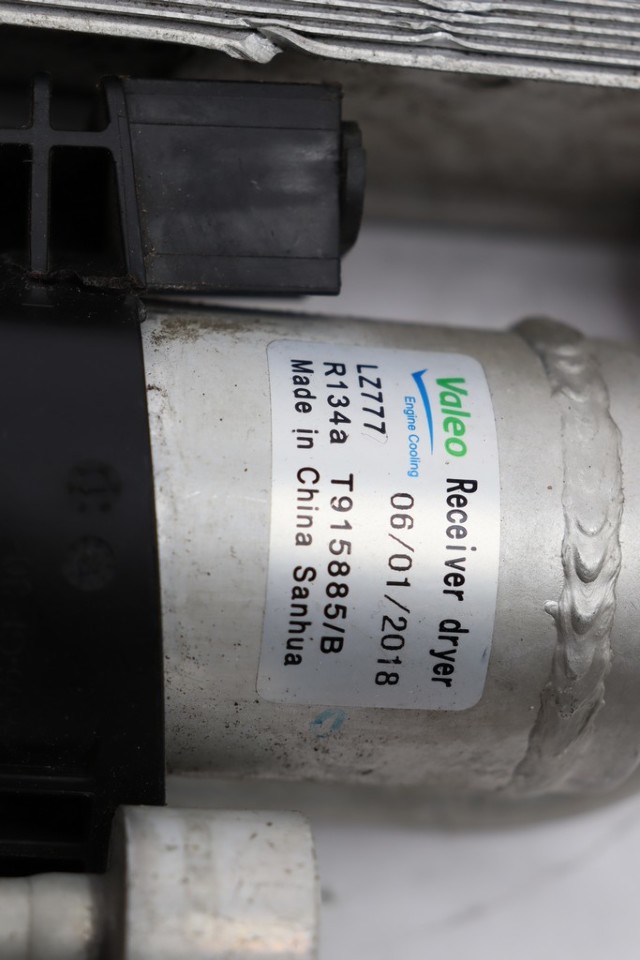 Valeo Receiver dryer
Engine Cooling
LZ777 06/01/2018
R134a T915885/B
Made in China Sanhua